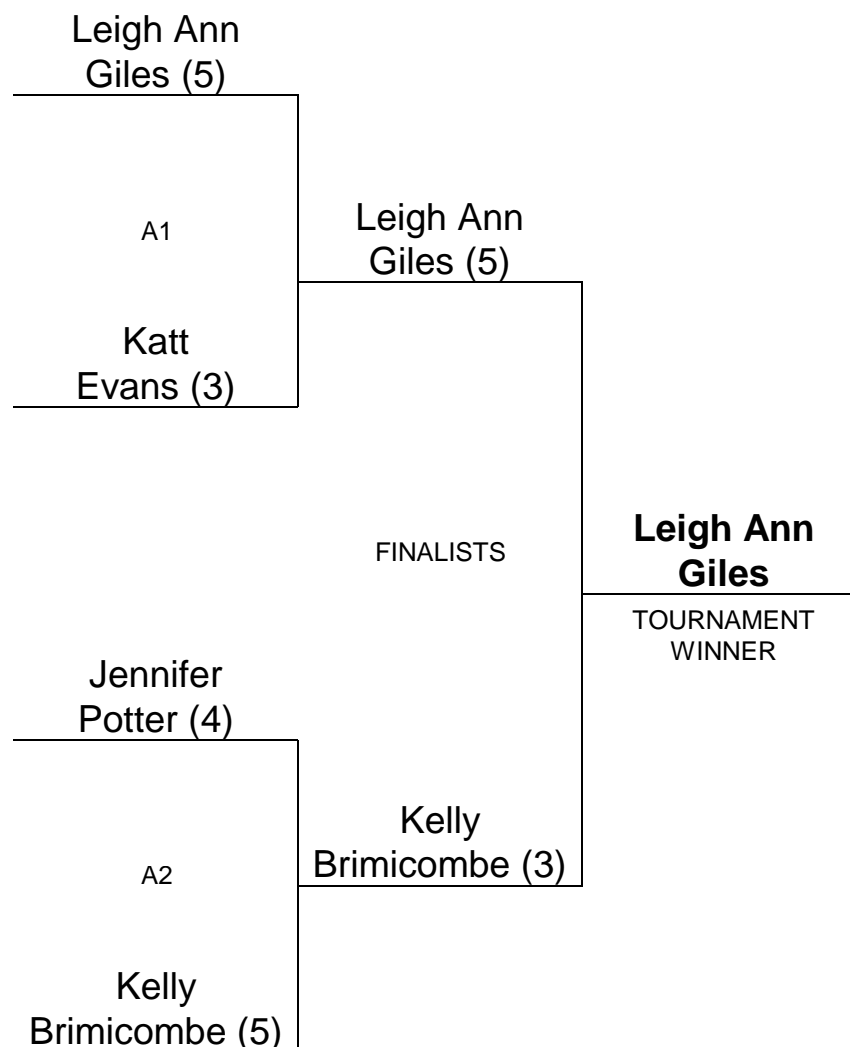 Leigh Ann
Giles (5)
A1
Leigh Ann
Giles (5)
Katt
Evans (3)
FINALISTS
Leigh Ann
Giles
TOURNAMENT
WINNER
Jennifer
Potter (4)
Kelly
Brimicombe (3)
A2
Kelly
Brimicombe (5)